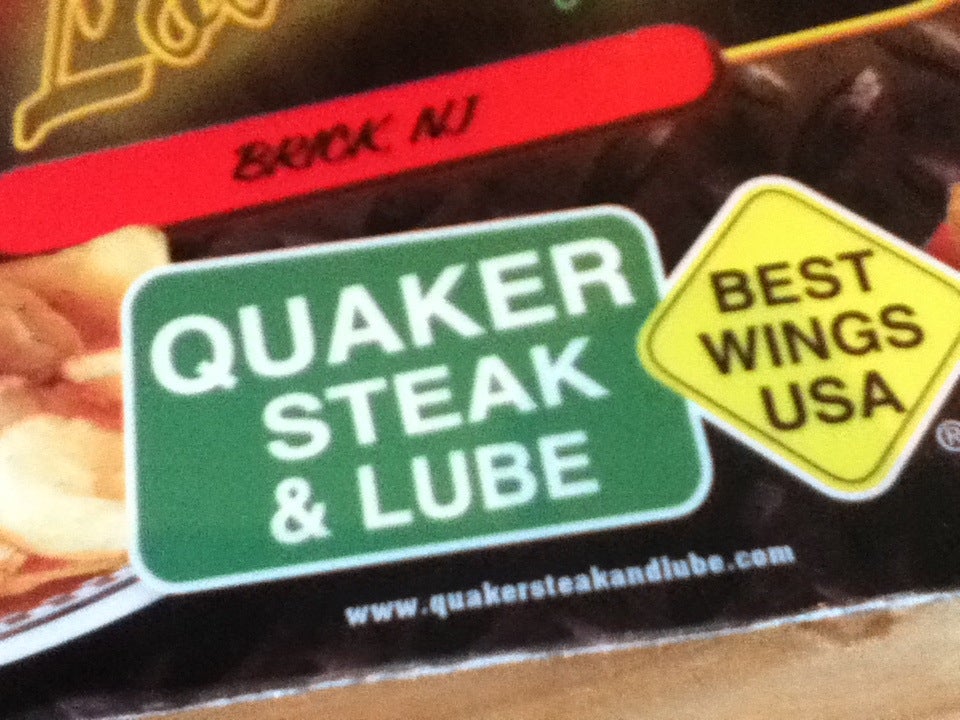 BRICK, NJ
QUAKER
STEAK
& LUBE
BEST
WINGS
USA
®
www.quakersteakandlube.com